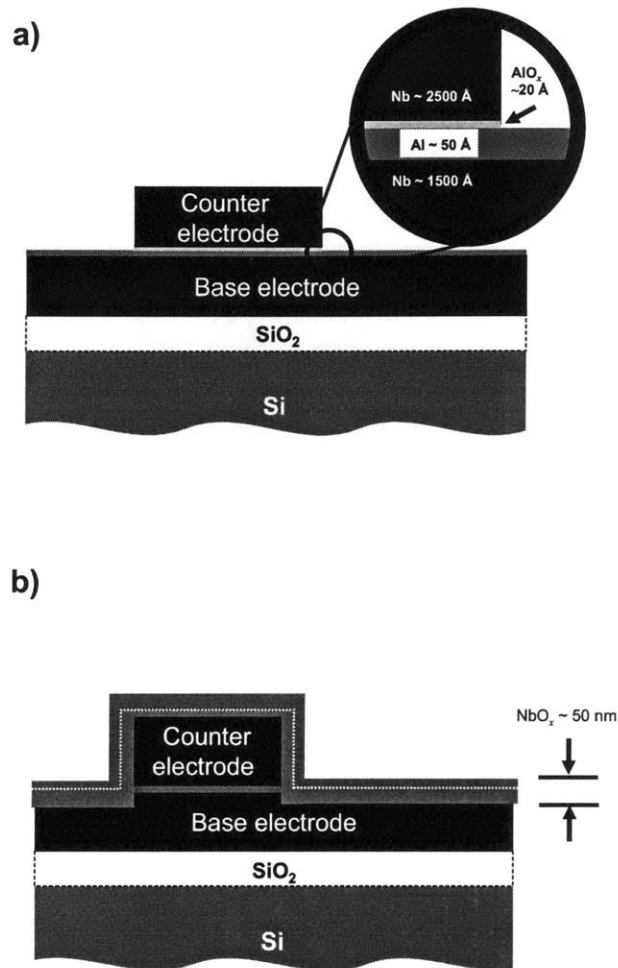 a)
AlOₓ
~20 Å
Nb ~ 2500 Å
Al ~ 50 Å
Nb ~ 1500 Å
Counter
electrode
Base electrode
SiO₂
Si
b)
NbOₓ ~ 50 nm
Counter
electrode
Base electrode
SiO₂
Si